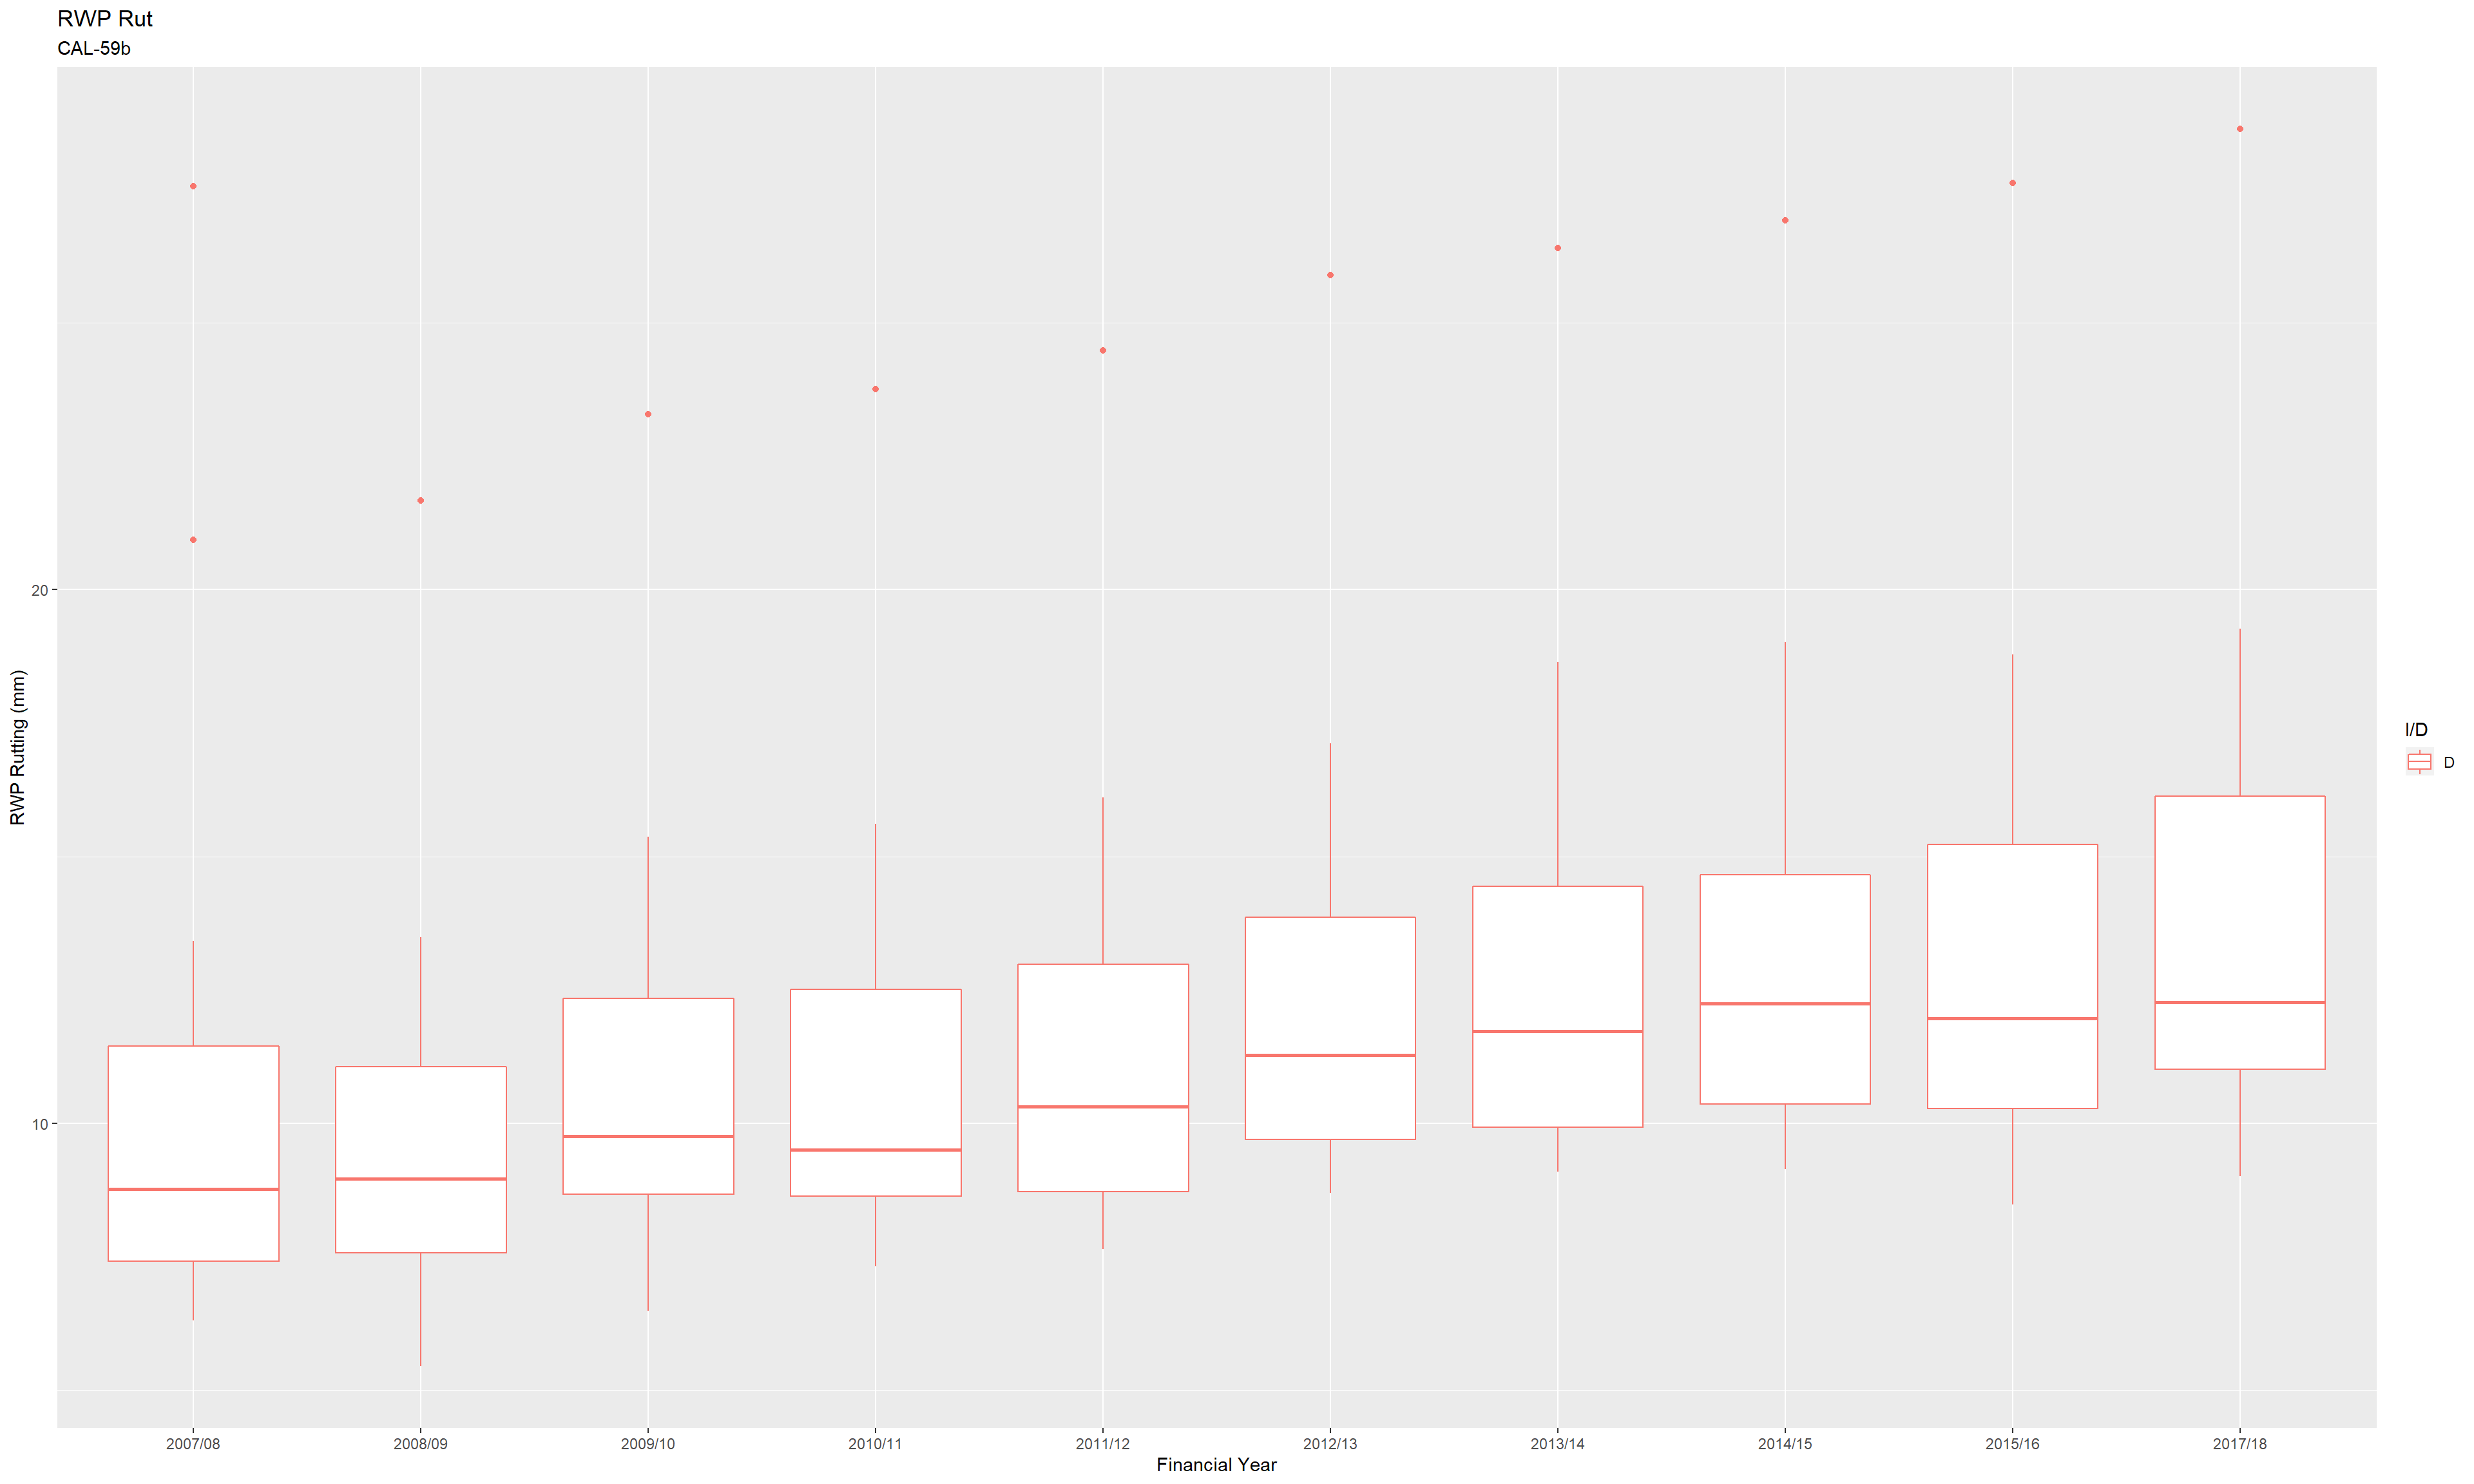 RWP Rut
CAL-59b
RWP Rutting (mm)
20
10
2007/08 2008/09 2009/10 2010/11 2011/12 2012/13 2013/14 2014/15 2015/16 2017/18
Financial Year
I/D
D